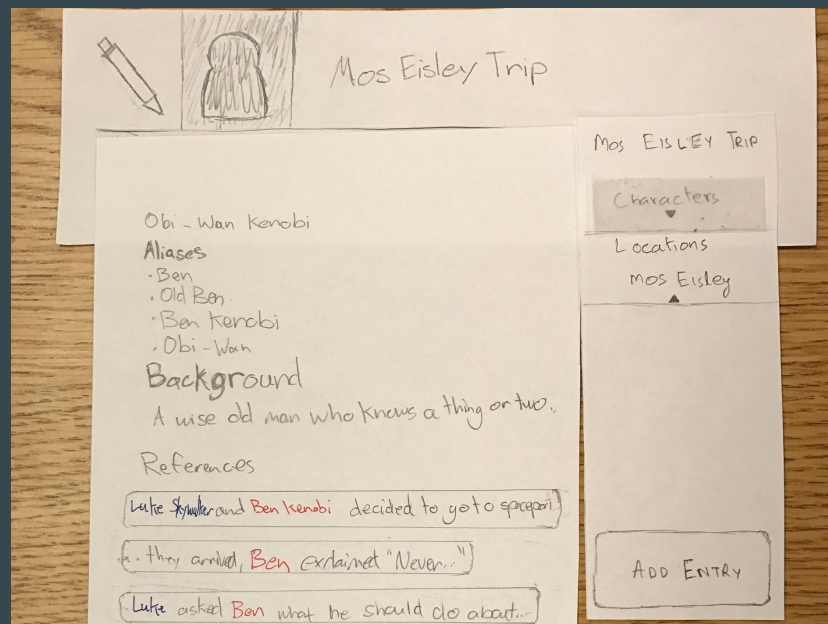 Mos Eisley Trip
Obi-Wan Kenobi
Aliases
· Ben
· Old Ben
· Ben Kenobi
· Obi-Wan
Background
A wise old man who knows a thing or two.
References
Luke Skywalker and Ben Kenobi decided to go to spaceport.
... they arrived, Ben exclaimed "Never..."
Luke asked Ben what he should do about...
MOS EISLEY TRIP
Characters
Locations
Mos Eisley
ADD ENTRY